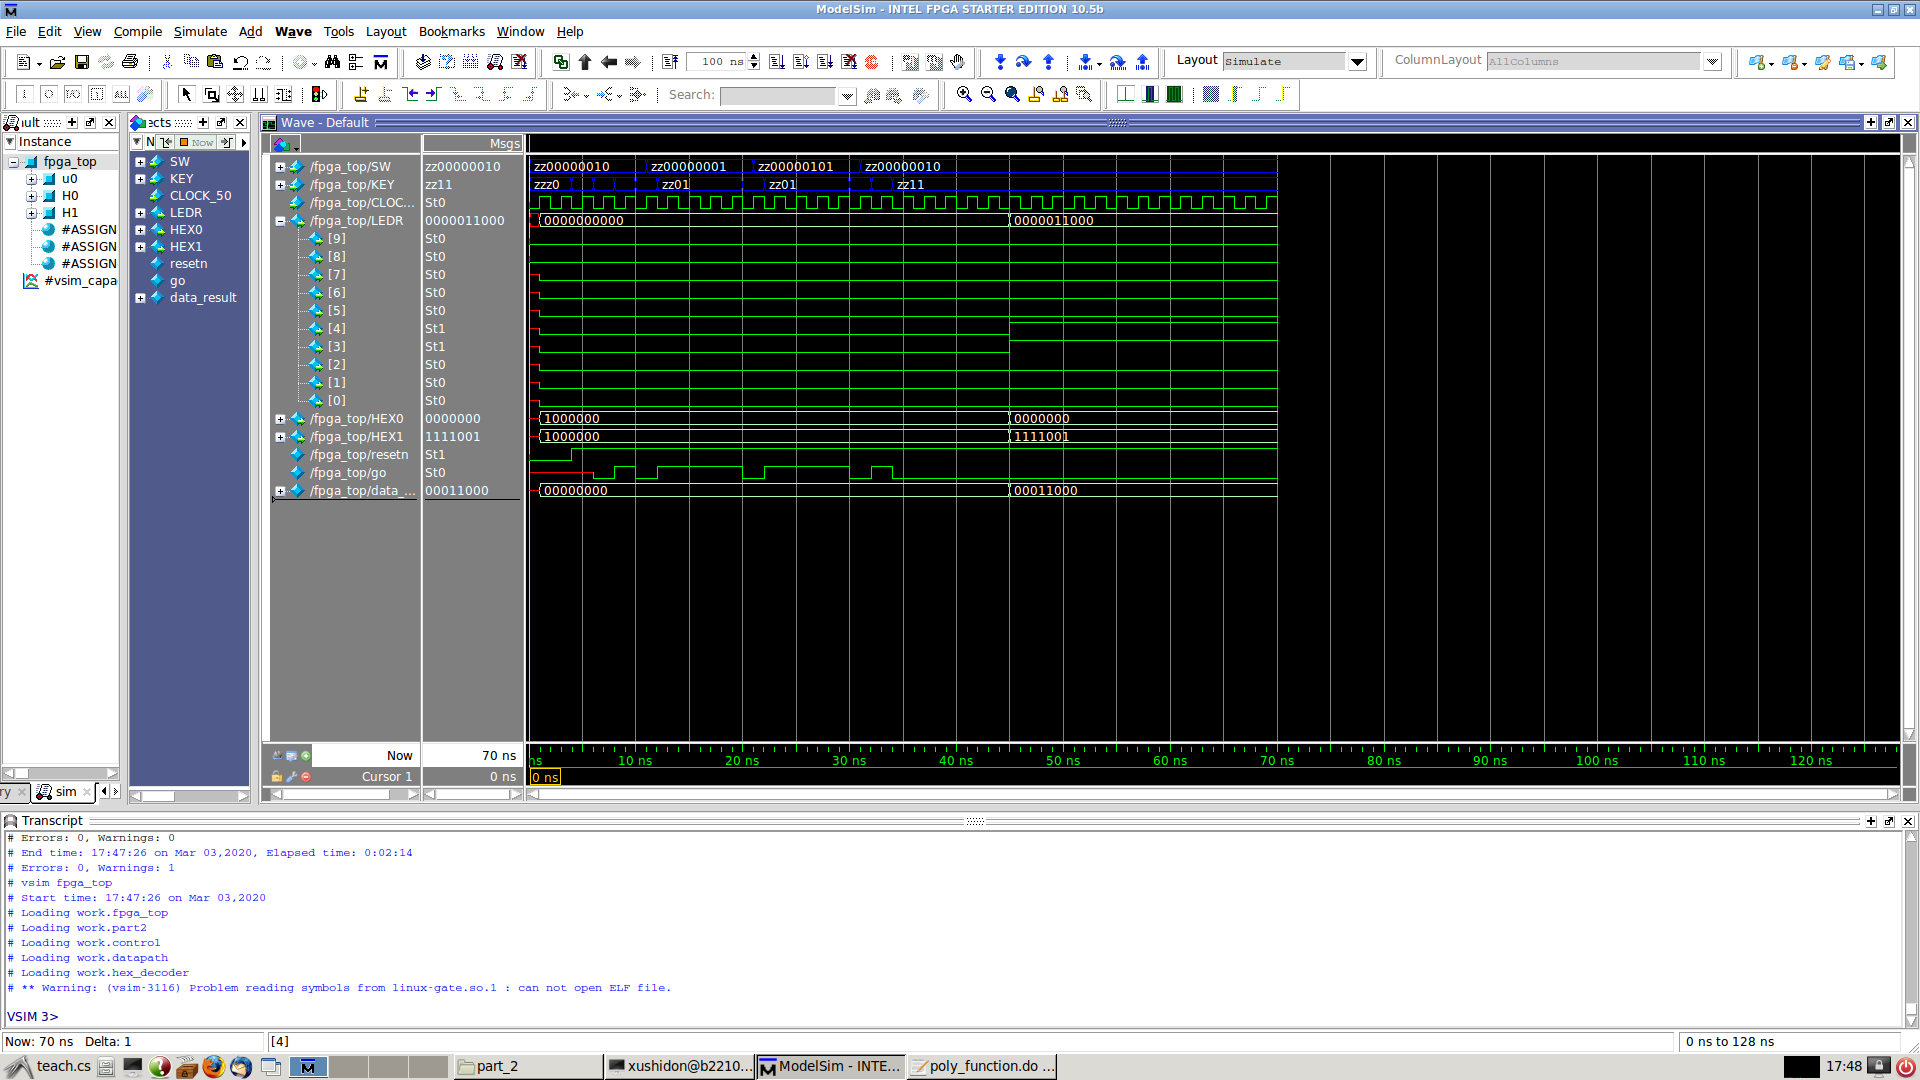 ModelSim - INTEL FPGA STARTER EDITION 10.5b
File Edit View Compile Simulate Add Wave Tools Layout Bookmarks Window Help
100 ns Layout Simulate ColumnLayout AllColumns
ALL Search:
ult ects Wave - Default
Instance N Now Msgs
fpga_top
u0
H0
H1
#ASSIGN
#ASSIGN
#ASSIGN
#vsim_capa
SW
KEY
CLOCK_50
LEDR
HEX0
HEX1
resetn
go
data_result
/fpga_top/SW zz00000010 zz00000010 zz00000001 zz00000101 zz00000010
/fpga_top/KEY zz11 zzz0 zz01 zz01 zz11
/fpga_top/CLOC... St0
/fpga_top/LEDR 0000011000 0000000000 0000011000
[9] St0
[8] St0
[7] St0
[6] St0
[5] St0
[4] St1
[3] St1
[2] St0
[1] St0
[0] St0
/fpga_top/HEX0 0000000 1000000 0000000
/fpga_top/HEX1 1111001 1000000 1111001
/fpga_top/resetn St1
/fpga_top/go St0
/fpga_top/data_... 00011000 00000000 00011000
Now 70 ns ns 10 ns 20 ns 30 ns 40 ns 50 ns 60 ns 70 ns 80 ns 90 ns 100 ns 110 ns 120 ns
Cursor 1 0 ns 0 ns
ry sim
Transcript
# Errors: 0, Warnings: 0
# End time: 17:47:26 on Mar 03,2020, Elapsed time: 0:02:14
# Errors: 0, Warnings: 1
# vsim fpga_top
# Start time: 17:47:26 on Mar 03,2020
# Loading work.fpga_top
# Loading work.part2
# Loading work.control
# Loading work.datapath
# Loading work.hex_decoder
# ** Warning: (vsim-3116) Problem reading symbols from linux-gate.so.1 : can not open ELF file.
VSIM 3>
Now: 70 ns Delta: 1 [4] 0 ns to 128 ns
teach.cs part_2 xushidon@b2210... ModelSim - INTE... poly_function.do ... 17:48